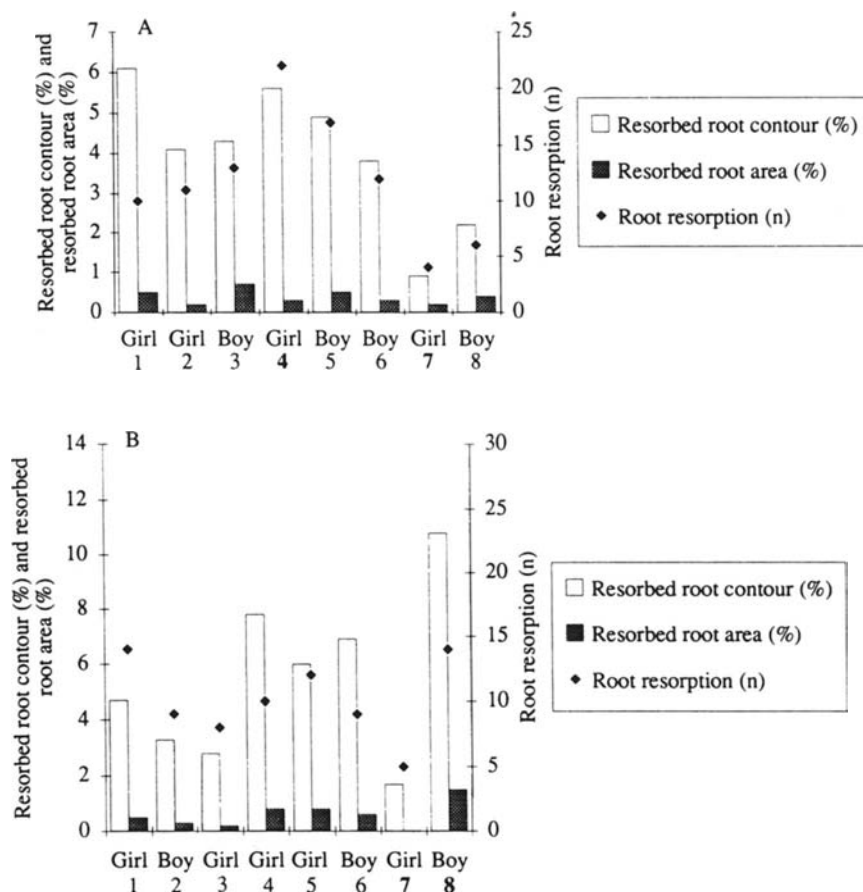 A
Resorbed root contour (%) and
resorbed root area (%)
7
6
5
4
3
2
1
0
25
20
15
10
5
0
Root resorption (n)
Girl Girl Boy Girl Boy Boy Girl Boy
1 2 3 4 5 6 7 8
Resorbed root contour (%)
Resorbed root area (%)
Root resorption (n)
B
Resorbed root contour (%) and resorbed
root area (%)
14
12
10
8
6
4
2
0
30
25
20
15
10
5
0
Root resorption (n)
Girl Boy Girl Girl Girl Boy Girl Boy
1 2 3 4 5 6 7 8
Resorbed root contour (%)
Resorbed root area (%)
Root resorption (n)